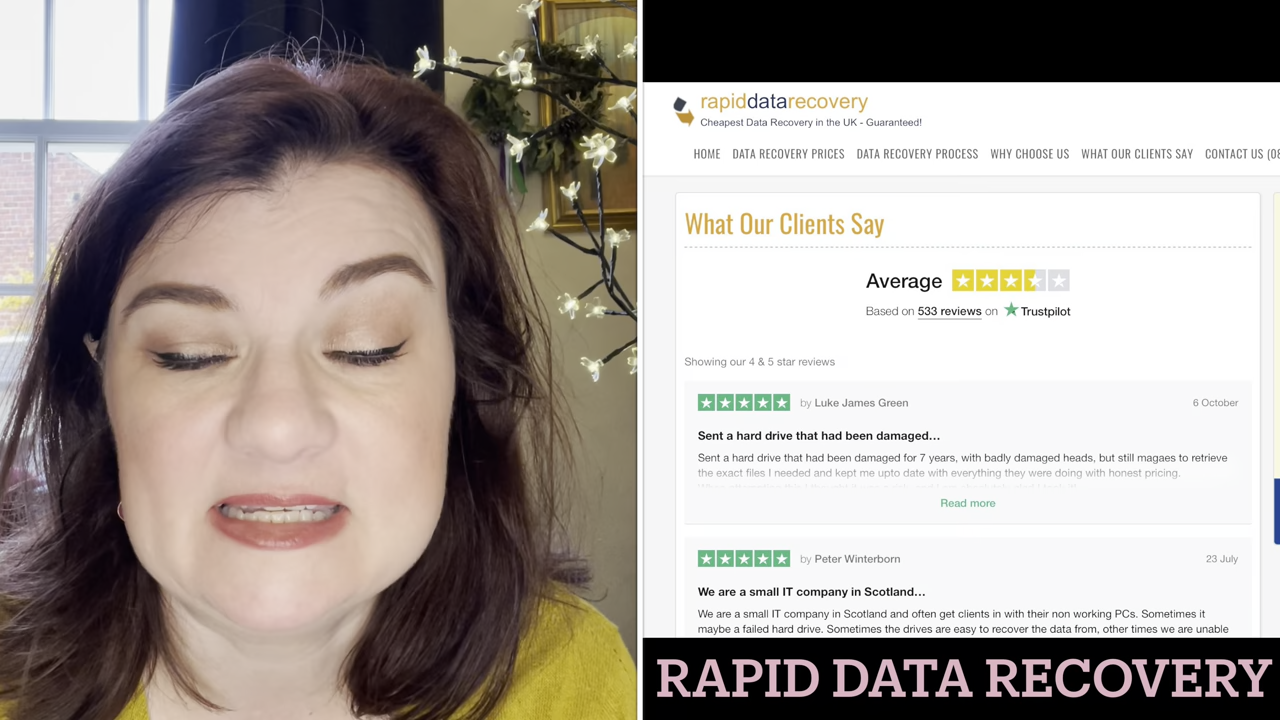 rapiddatarecovery
Cheapest Data Recovery in the UK - Guaranteed!
HOME DATA RECOVERY PRICES DATA RECOVERY PROCESS WHY CHOOSE US WHAT OUR CLIENTS SAY CONTACT US (08
What Our Clients Say
Average
Based on 533 reviews on Trustpilot
Showing our 4 & 5 star reviews
by Luke James Green 6 October
Sent a hard drive that had been damaged...
Sent a hard drive that had been damaged for 7 years, with badly damaged heads, but still magaes to retrieve
the exact files I needed and kept me upto date with everything they were doing with honest pricing.
Read more
by Peter Winterborn 23 July
We are a small IT company in Scotland...
We are a small IT company in Scotland and often get clients in with their non working PCs. Sometimes it
maybe a failed hard drive. Sometimes the drives are easy to recover the data from, other times we are unable
RAPID DATA RECOVERY